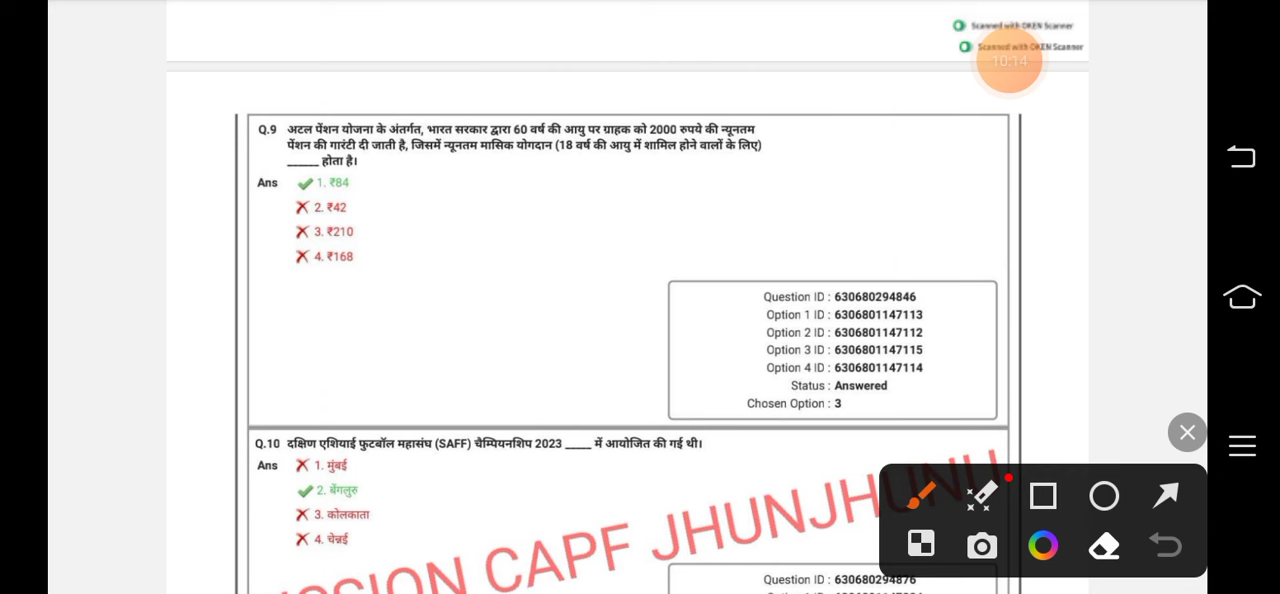 Scanned with OKEN Scanner
Scanned with OKEN Scanner
10:14
Q.9 अटल पेंशन योजना के अंतर्गत, भारत सरकार द्वारा 60 वर्ष की आयु पर ग्राहक को 2000 रुपये की न्यूनतम
पेंशन की गारंटी दी जाती है, जिसमें न्यूनतम मासिक योगदान (18 वर्ष की आयु में शामिल होने वालों के लिए)
______ होता है।
Ans 1. ₹84
2. ₹42
3. ₹210
4. ₹168
Question ID : 630680294846
Option 1 ID : 6306801147113
Option 2 ID : 6306801147112
Option 3 ID : 6306801147115
Option 4 ID : 6306801147114
Status : Answered
Chosen Option : 3
Q.10 दक्षिण एशियाई फुटबॉल महासंघ (SAFF) चैम्पियनशिप 2023 _____ में आयोजित की गई थी।
Ans 1. मुंबई
2. बेंगलुरु
3. कोलकाता
4. चेन्नई
CAPF JHUNJHUNU
Question ID : 630680294876